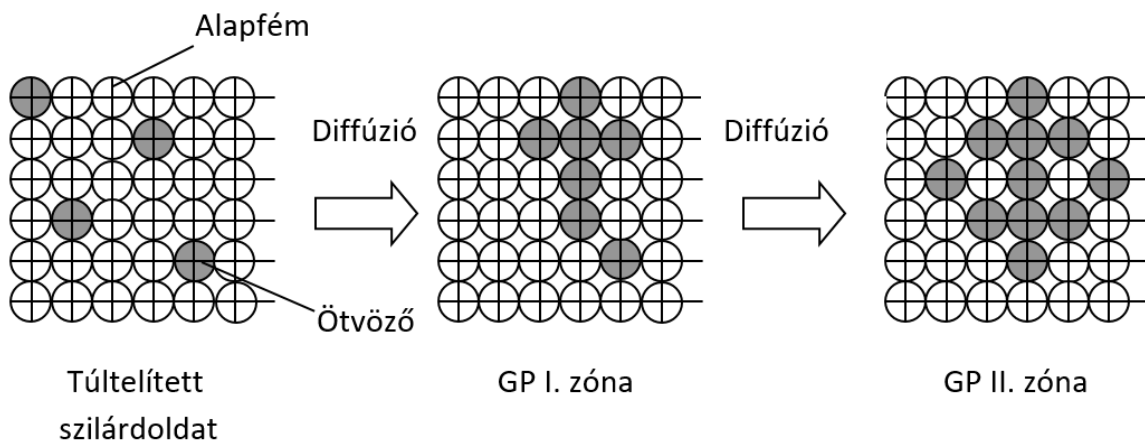 Alapfém
Diffúzió
Diffúzió
Ötvöző
Túltelített
szilárdoldat
GP I. zóna
GP II. zóna